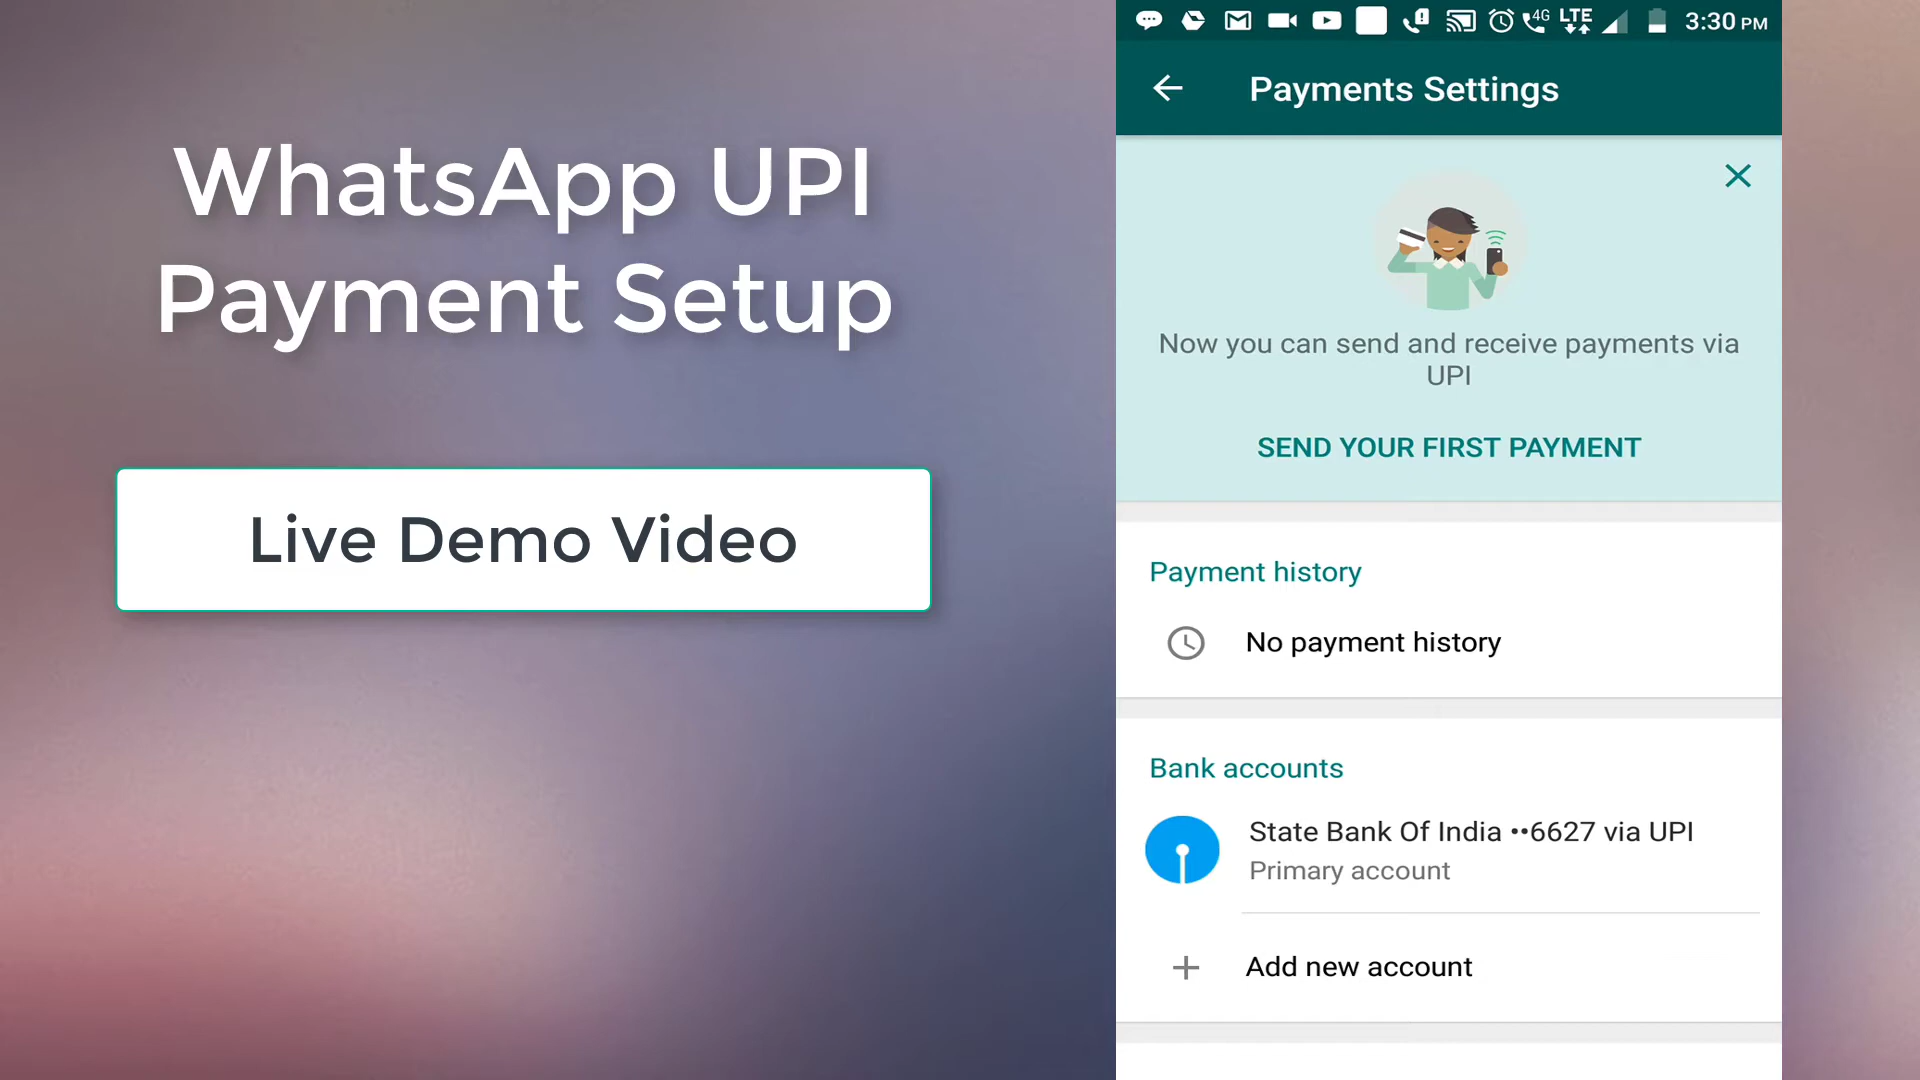 WhatsApp UPI
Payment Setup
Live Demo Video
4G LTE 3:30 PM
Payments Settings
Now you can send and receive payments via
UPI
SEND YOUR FIRST PAYMENT
Payment history
No payment history
Bank accounts
State Bank Of India ••6627 via UPI
Primary account
Add new account